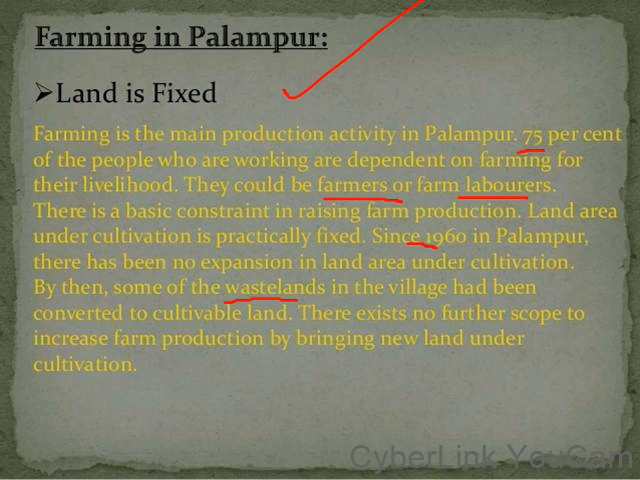 Farming in Palampur:
➢Land is Fixed
Farming is the main production activity in Palampur. 75 per cent
of the people who are working are dependent on farming for
their livelihood. They could be farmers or farm labourers.
There is a basic constraint in raising farm production. Land area
under cultivation is practically fixed. Since 1960 in Palampur,
there has been no expansion in land area under cultivation.
By then, some of the wastelands in the village had been
converted to cultivable land. There exists no further scope to
increase farm production by bringing new land under
cultivation.
CyberLink YouCam